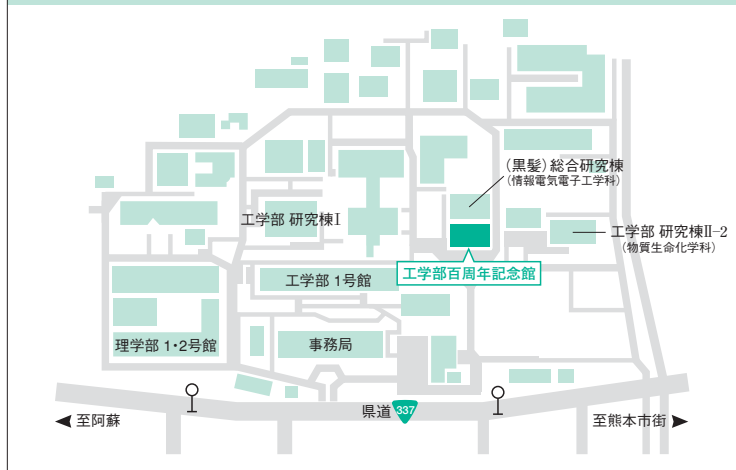 (黒髪)総合研究棟
(情報電気電子工学科)
工学部 研究棟Ⅰ
工学部 研究棟Ⅱ−2
(物質生命化学科)
工学部百周年記念館
工学部 1号館
理学部 1・2号館
事務局
県道 337
至阿蘇
至熊本市街